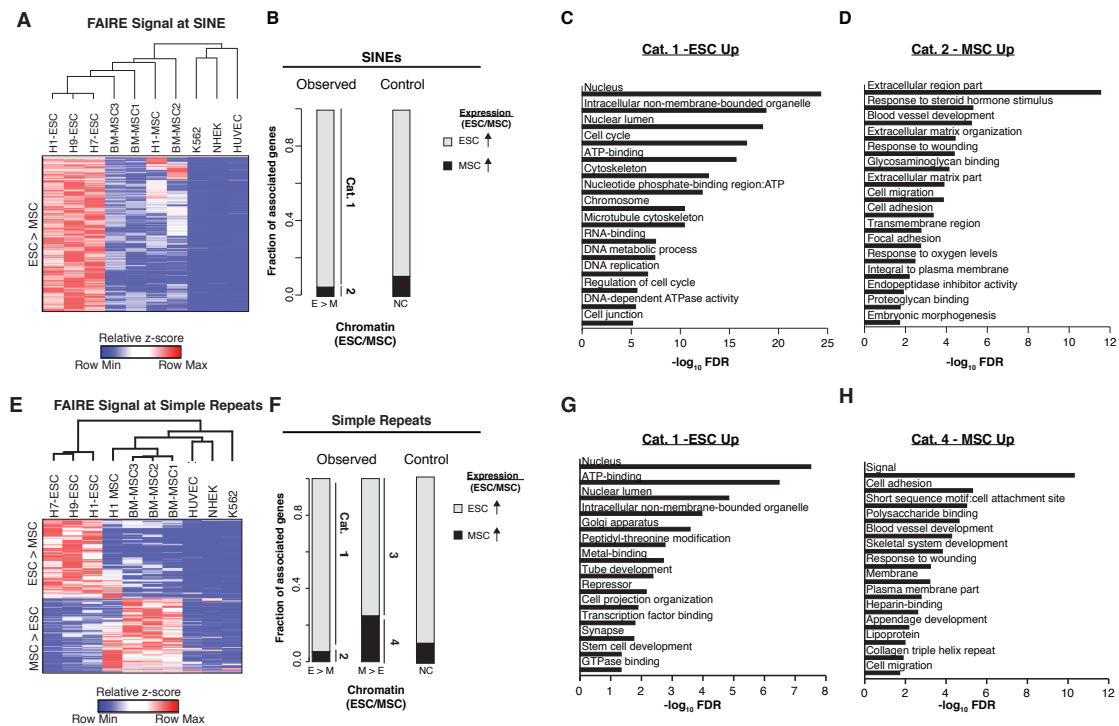 A
FAIRE Signal at SINE
H1-ESC
H9-ESC
H7-ESC
BM-MSC3
BM-MSC1
H1-MSC
BM-MSC2
K562
NHEK
HUVEC
ESC > MSC
Relative z-score
Row Min
Row Max
B
SINEs
Observed
Control
Fraction of associated genes
0.8
0.4
0.0
Cat. 1
2
E > M
NC
Chromatin
(ESC/MSC)
Expression
(ESC/MSC)
ESC ↑
MSC ↑
C
Cat. 1 -ESC Up
Nucleus
Intracellular non-membrane-bounded organelle
Nuclear lumen
Cell cycle
ATP-binding
Cytoskeleton
Nucleotide phosphate-binding region:ATP
Chromosome
Microtubule cytoskeleton
RNA-binding
DNA metabolic process
DNA replication
Regulation of cell cycle
DNA-dependent ATPase activity
Cell junction
0 5 10 15 20 25
-log10 FDR
D
Cat. 2 - MSC Up
Extracellular region part
Response to steroid hormone stimulus
Blood vessel development
Extracellular matrix organization
Response to wounding
Glycosaminoglycan binding
Extracellular matrix part
Cell migration
Cell adhesion
Transmembrane region
Focal adhesion
Response to oxygen levels
Integral to plasma membrane
Endopeptidase inhibitor activity
Proteoglycan binding
Embryonic morphogenesis
0 2 4 6 8 10 12
-log10 FDR
E
FAIRE Signal at Simple Repeats
H7-ESC
H9-ESC
H1-ESC
H1 MSC
BM-MSC3
BM-MSC2
BM-MSC1
HUVEC
NHEK
K562
ESC > MSC
MSC > ESC
Relative z-score
Row Min
Row Max
F
Simple Repeats
Observed
Control
Fraction of associated genes
0.8
0.4
0.0
Cat.
1
2
3
4
E > M
M > E
NC
Chromatin
(ESC/MSC)
Expression
(ESC/MSC)
ESC ↑
MSC ↑
G
Cat. 1 -ESC Up
Nucleus
ATP-binding
Nuclear lumen
Intracellular non-membrane-bounded organelle
Golgi apparatus
Peptidyl-threonine modification
Metal-binding
Tube development
Repressor
Cell projection organization
Transcription factor binding
Synapse
Stem cell development
GTPase binding
0 1 2 3 4 5 6 7 8
-log10 FDR
H
Cat. 4 - MSC Up
Signal
Cell adhesion
Short sequence motif:cell attachment site
Polysaccharide binding
Blood vessel development
Skeletal system development
Response to wounding
Membrane
Plasma membrane part
Heparin-binding
Appendage development
Lipoprotein
Collagen triple helix repeat
Cell migration
0 2 4 6 8 10 12
-log10 FDR